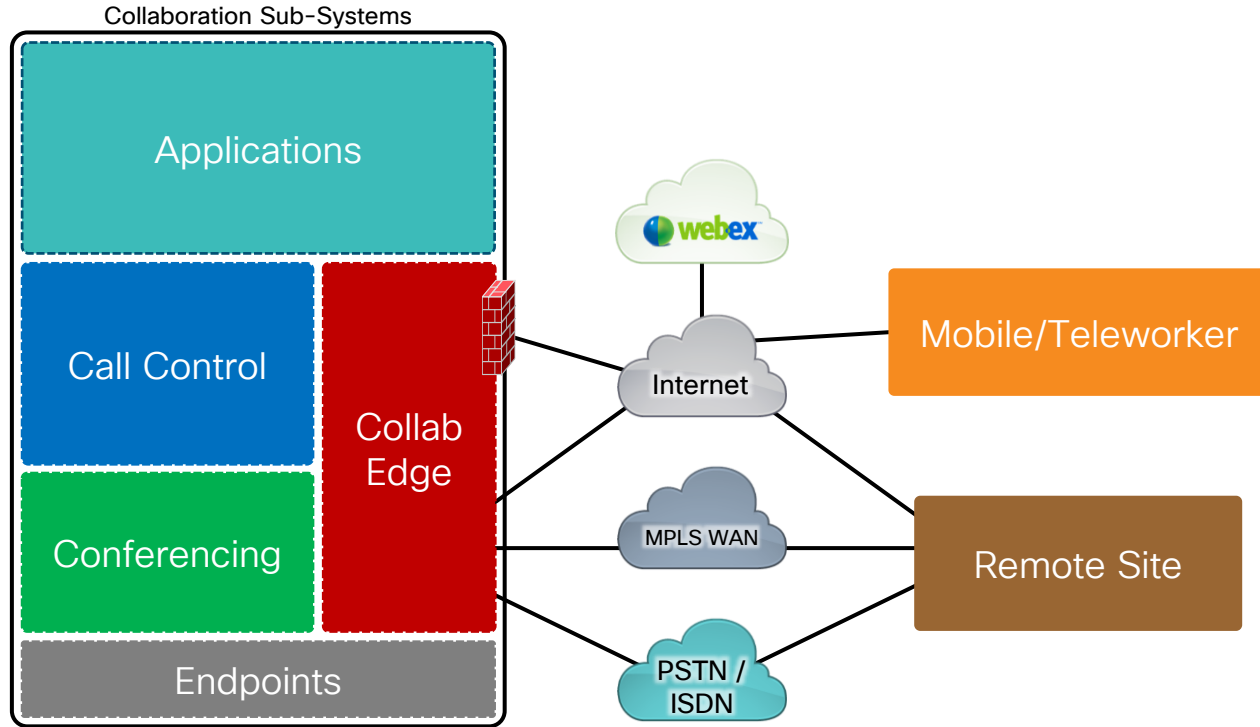 Collaboration Sub-Systems
Applications
webex™
Call Control
Collab
Edge
Internet
Mobile/Teleworker
Conferencing
MPLS WAN
Remote Site
Endpoints
PSTN /
ISDN